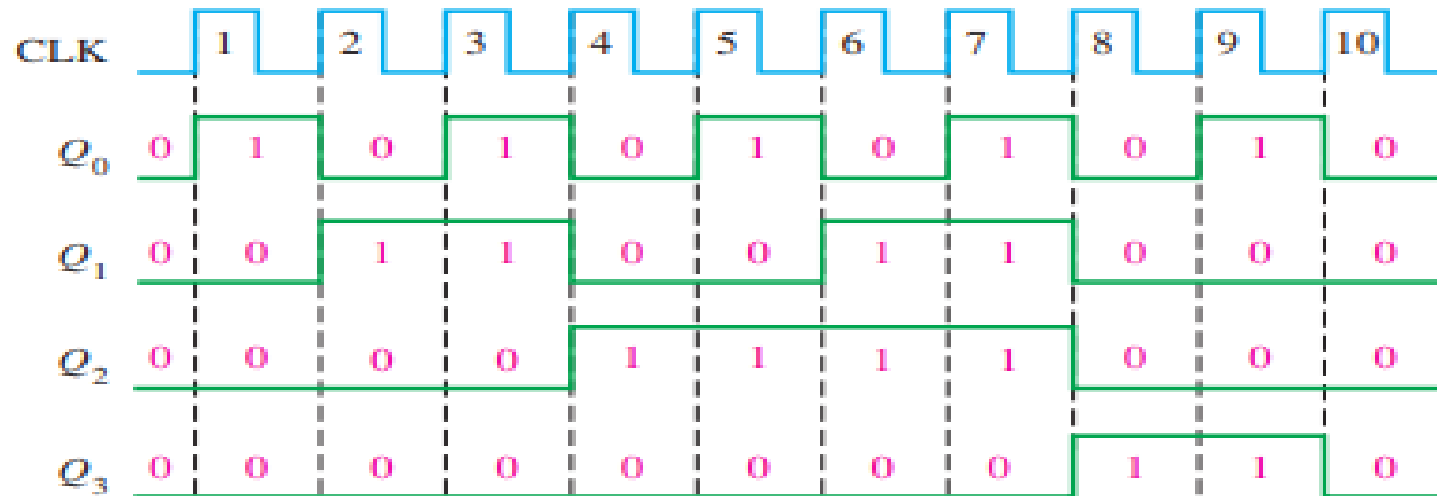 CLK 1 2 3 4 5 6 7 8 9 10
Q0 0 1 0 1 0 1 0 1 0 1 0
Q1 0 0 1 1 0 0 1 1 0 0 0
Q2 0 0 0 0 1 1 1 1 0 0 0
Q3 0 0 0 0 0 0 0 0 1 1 0